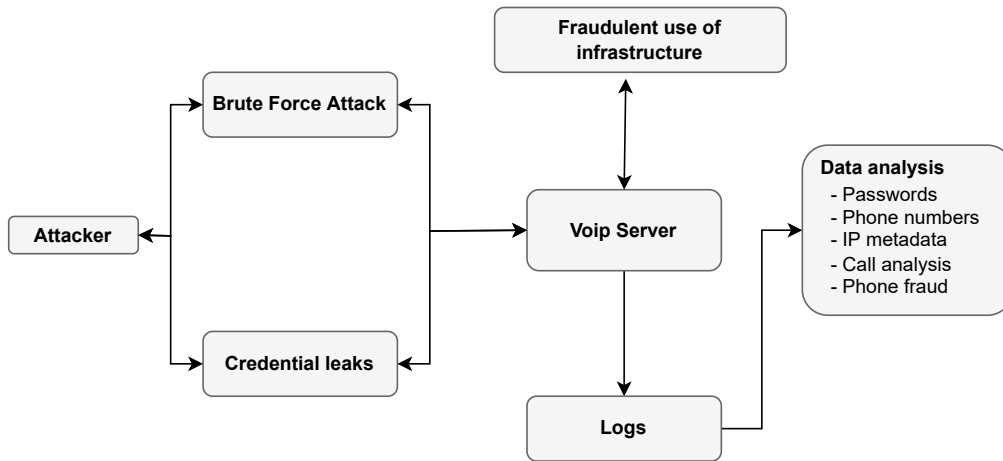 Fraudulent use of
infrastructure
Brute Force Attack
Attacker
Credential leaks
Voip Server
Logs
Data analysis
- Passwords
- Phone numbers
- IP metadata
- Call analysis
- Phone fraud